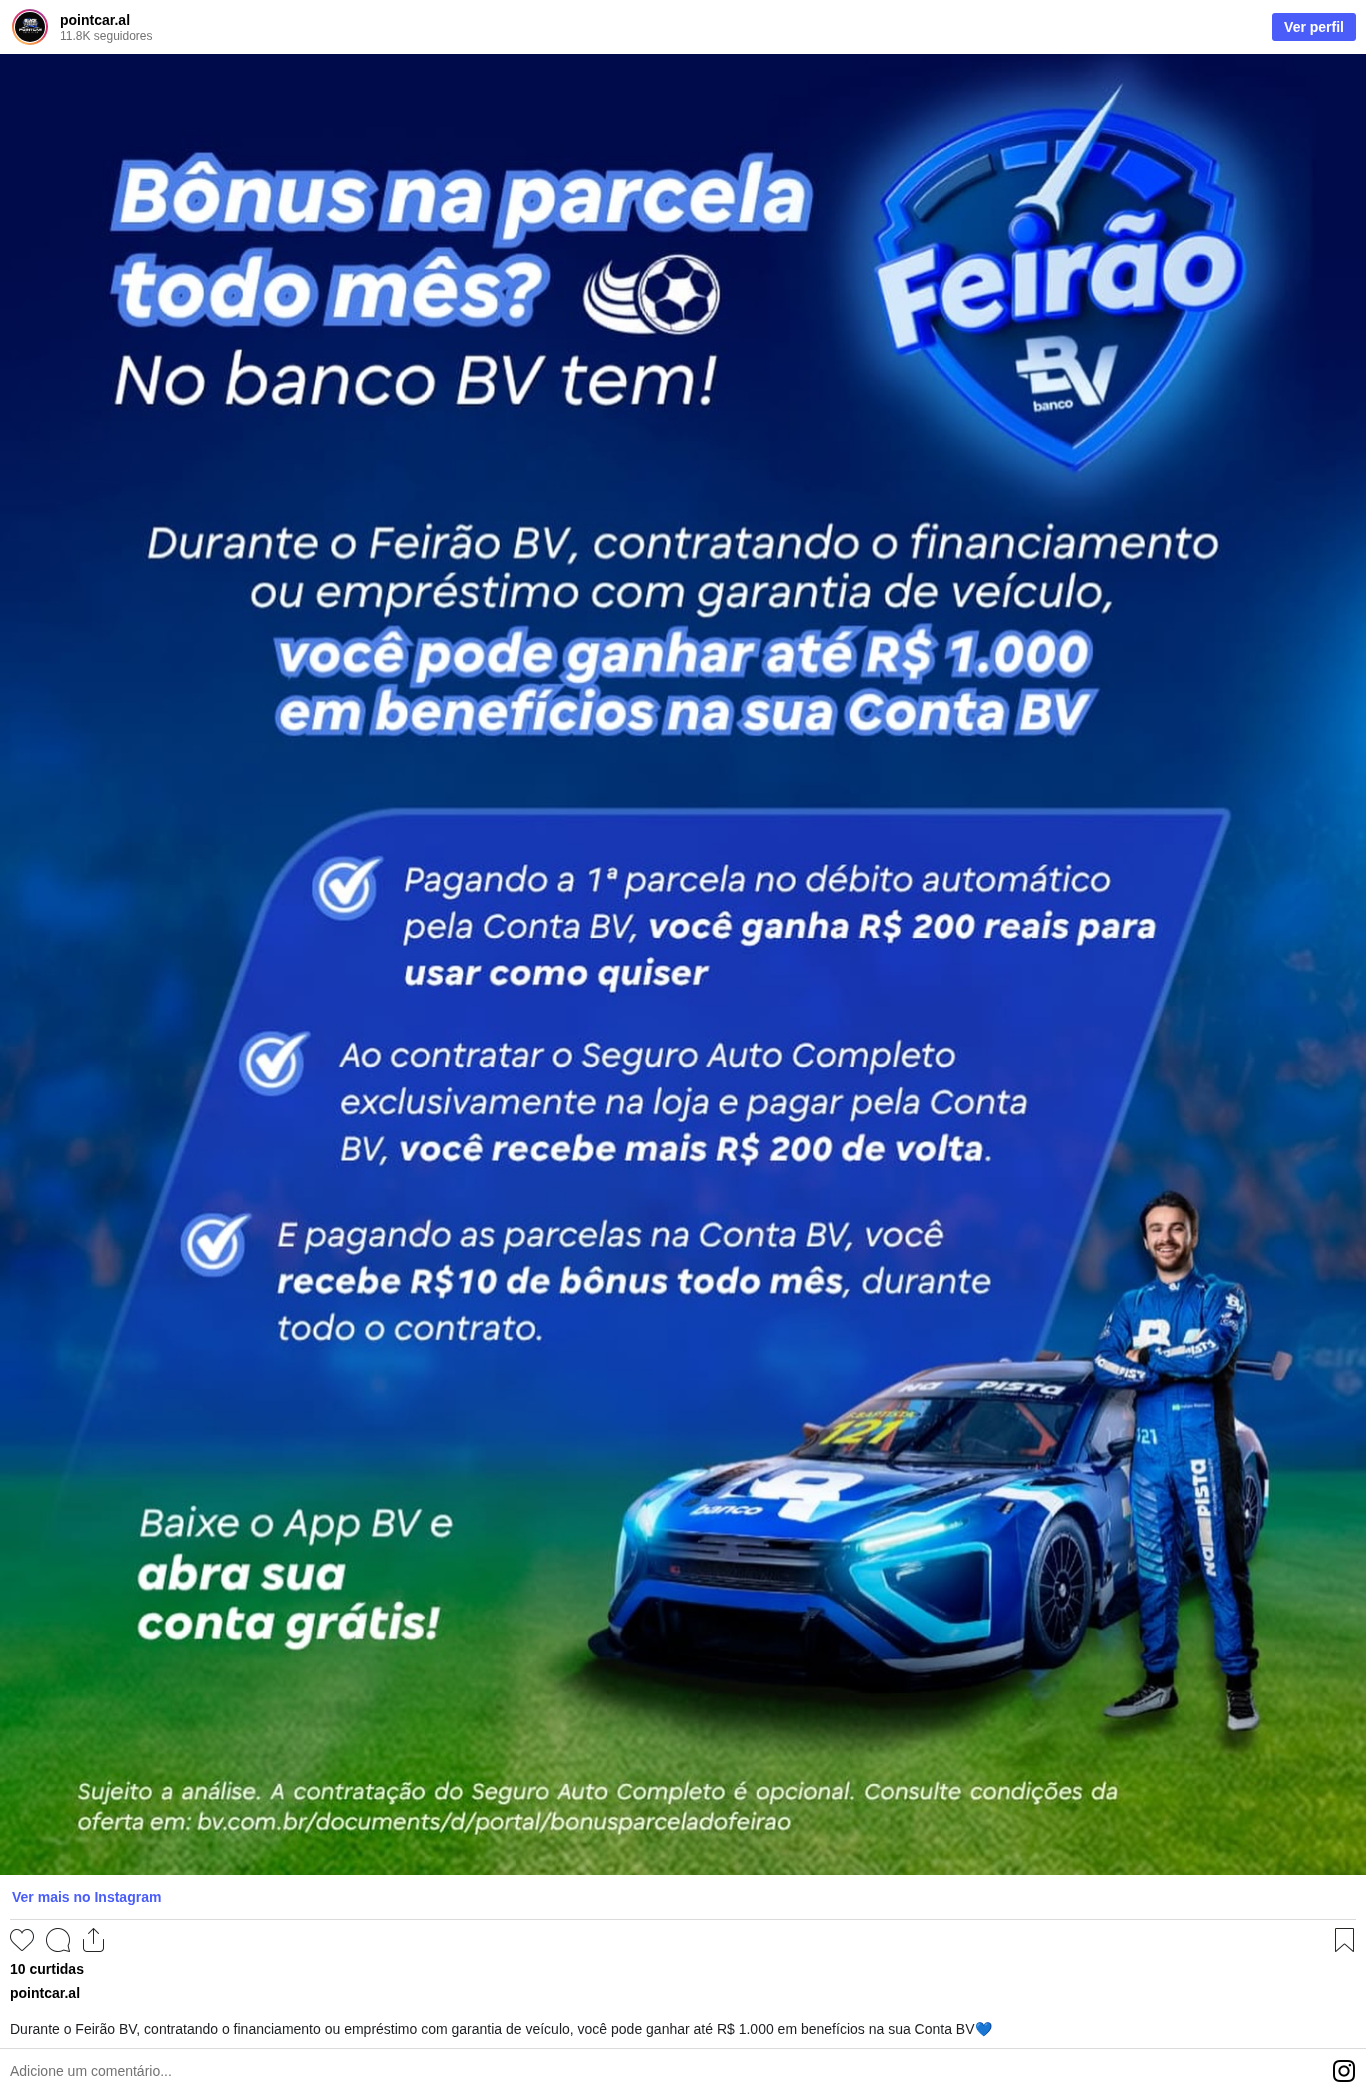 pointcar.al
11.8K seguidores
Ver perfil
Bônus na parcela
todo mês?
No banco BV tem!
Feirão
BV
banco
Durante o Feirão BV, contratando o financiamento
ou empréstimo com garantia de veículo,
você pode ganhar até R$ 1.000
em benefícios na sua Conta BV
Pagando a 1ª parcela no débito automático
pela Conta BV, você ganha R$ 200 reais para
usar como quiser
Ao contratar o Seguro Auto Completo
exclusivamente na loja e pagar pela Conta
BV, você recebe mais R$ 200 de volta.
E pagando as parcelas na Conta BV, você
recebe R$10 de bônus todo mês, durante
todo o contrato.
Na PISTA
121
banco
121
Na PISTA
Baixe o App BV e
abra sua
conta grátis!
Sujeito a análise. A contratação do Seguro Auto Completo é opcional. Consulte condições da
oferta em: bv.com.br/documents/d/portal/bonusparceladofeirao
Ver mais no Instagram
10 curtidas
pointcar.al
Durante o Feirão BV, contratando o financiamento ou empréstimo com garantia de veículo, você pode ganhar até R$ 1.000 em benefícios na sua Conta BV💙
Adicione um comentário...